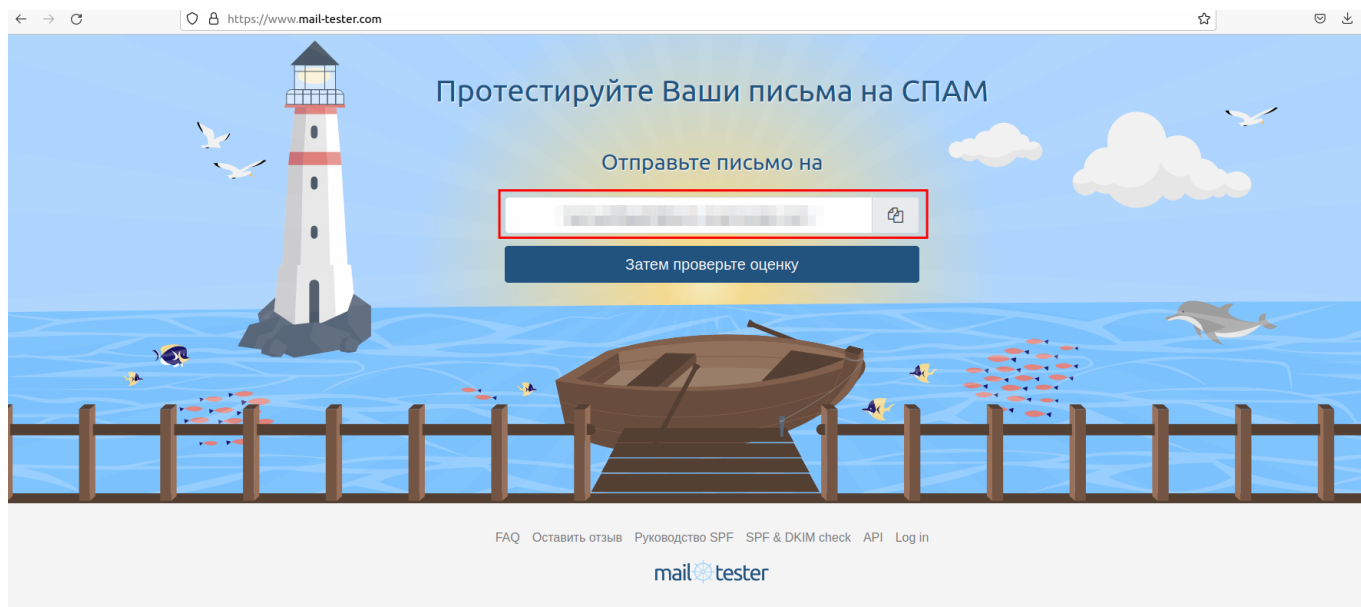 https://www.mail-tester.com
Протестируйте Ваши письма на СПАМ
Отправьте письмо на
Затем проверьте оценку
FAQ Оставить отзыв Руководство SPF SPF & DKIM check API Log in
mail tester